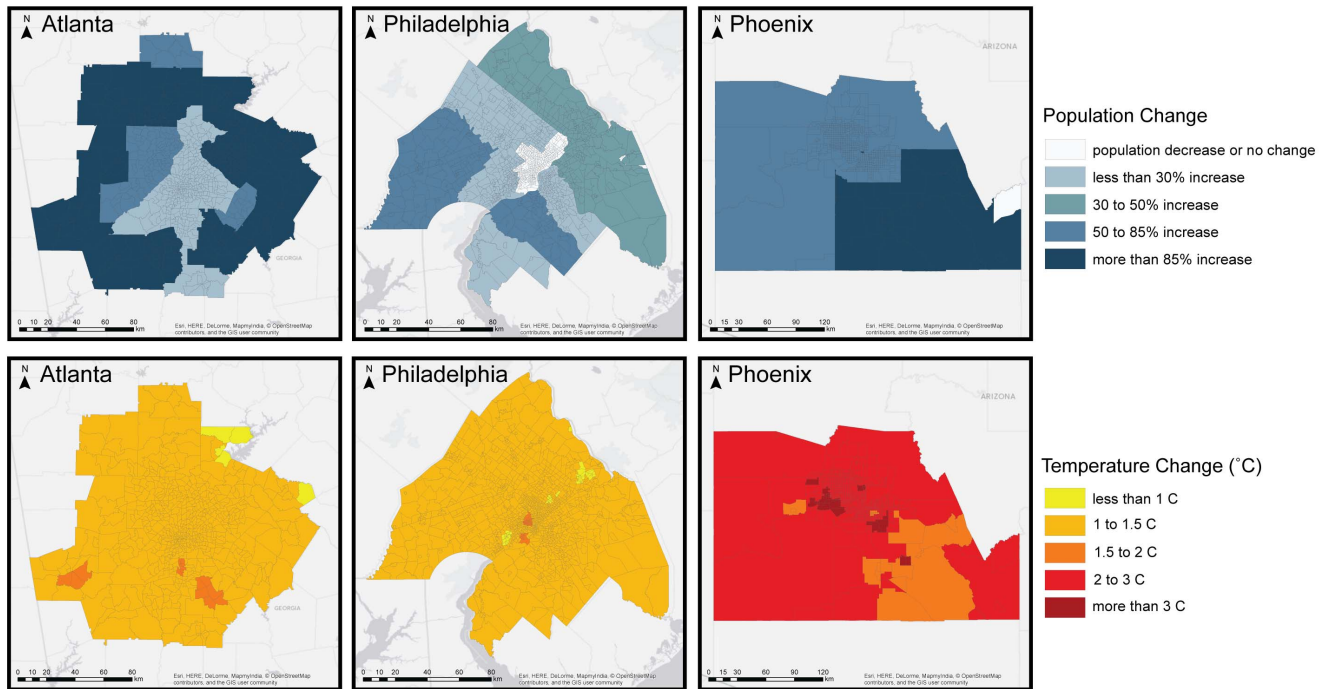 N
Atlanta
GEORGIA
0 10 20 40 60 80
km
Esri, HERE, DeLorme, MapmyIndia, © OpenStreetMap
contributors, and the GIS user community
N
Philadelphia
0 10 20 40 60 80
km
Esri, HERE, DeLorme, MapmyIndia, © OpenStreetMap
contributors, and the GIS user community
N
Phoenix
ARIZONA
0 15 30 60 90 120
km
Esri, HERE, DeLorme, MapmyIndia, © OpenStreetMap
contributors, and the GIS user community
Population Change
population decrease or no change
less than 30% increase
30 to 50% increase
50 to 85% increase
more than 85% increase
N
Atlanta
GEORGIA
0 10 20 40 60 80
km
Esri, HERE, DeLorme, MapmyIndia, © OpenStreetMap
contributors, and the GIS user community
N
Philadelphia
0 10 20 40 60 80
km
Esri, HERE, DeLorme, MapmyIndia, © OpenStreetMap
contributors, and the GIS user community
N
Phoenix
ARIZONA
0 15 30 60 90 120
km
Esri, HERE, DeLorme, MapmyIndia, © OpenStreetMap
contributors, and the GIS user community
Temperature Change (˚C)
less than 1 C
1 to 1.5 C
1.5 to 2 C
2 to 3 C
more than 3 C